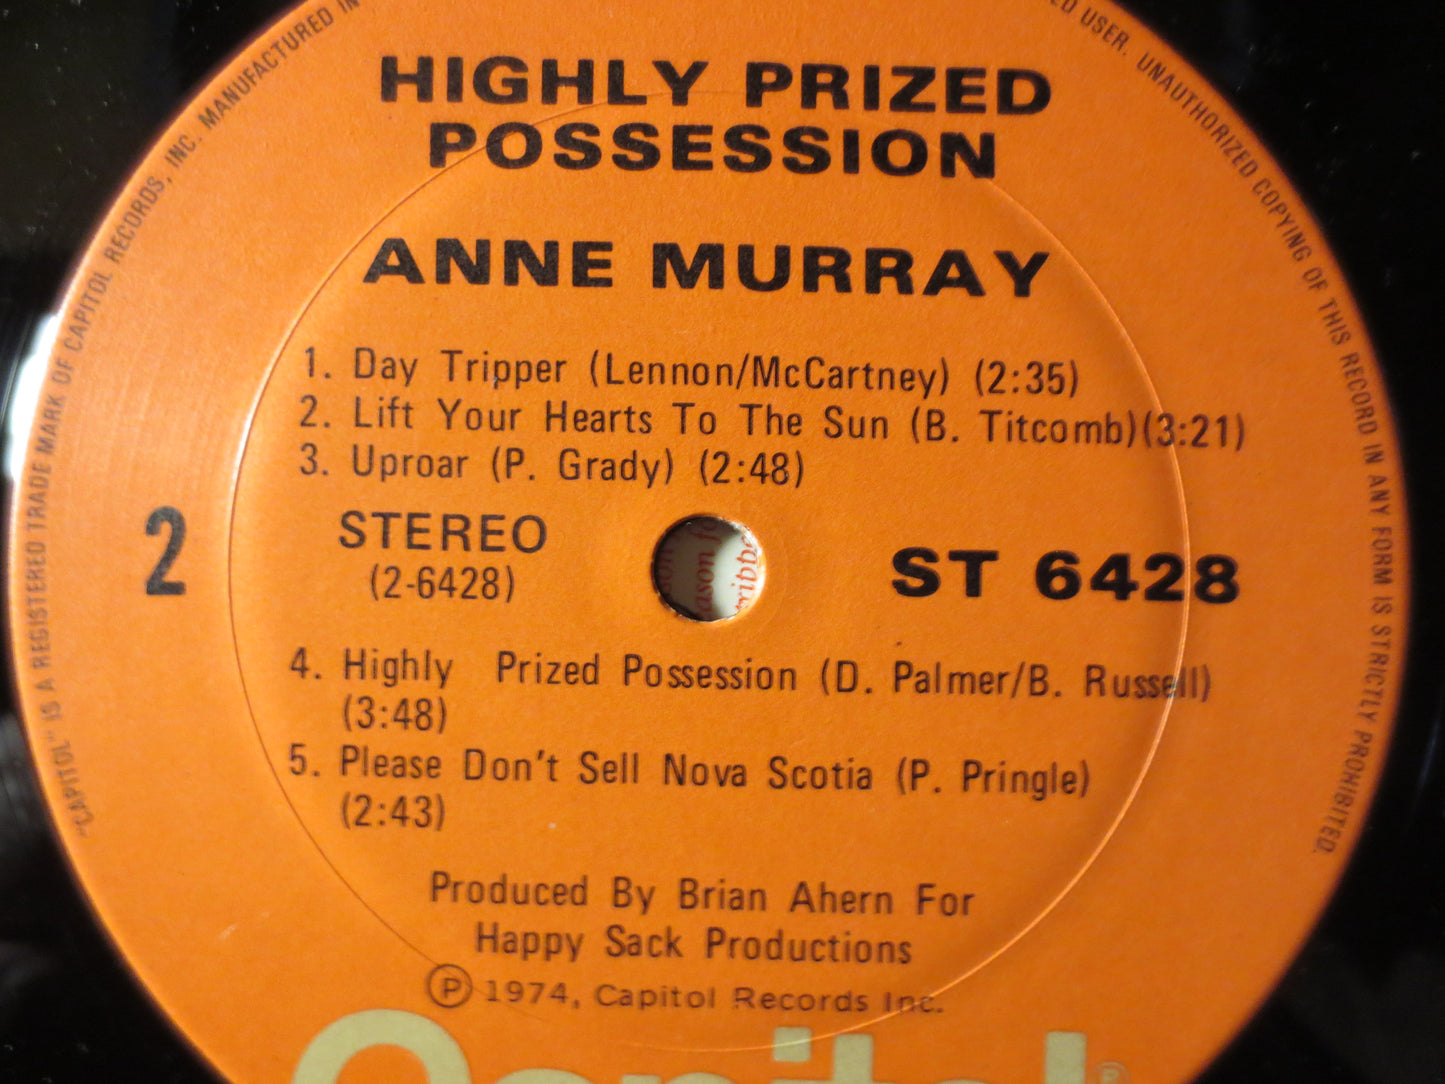 HIGHLY PRIZED
POSSESSION
ANNE MURRAY
1. Day Tripper (Lennon/McCartney) (2:35)
2. Lift Your Hearts To The Sun (B. Titcomb)(3:21)
3. Uproar (P. Grady) (2:48)
2
STEREO
(2-6428)
ST 6428
4. Highly Prized Possession (D. Palmer/B. Russell)
(3:48)
5. Please Don't Sell Nova Scotia (P. Pringle)
(2:43)
Produced By Brian Ahern For
Happy Sack Productions
Ⓟ 1974, Capitol Records Inc.
Capitol
"CAPITOL" IS A REGISTERED TRADE MARK OF CAPITOL RECORDS, INC. MANUFACTURED IN
USER. UNAUTHORIZED COPYING OF THIS RECORD IN ANY FORM IS STRICTLY PROHIBITED.